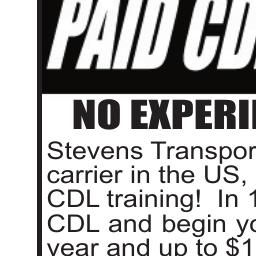 PAID CD
NO EXPERI
Stevens Transpor
carrier in the US,
CDL training! In 1
CDL and begin yo
year and up to $1